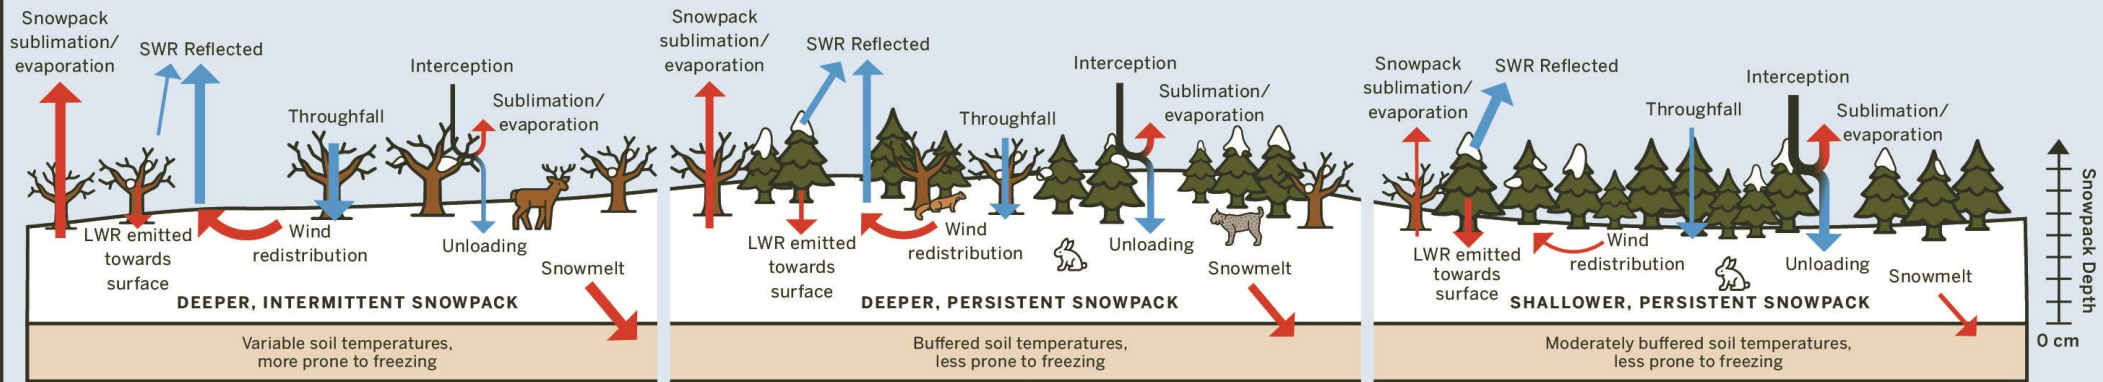 Snowpack
sublimation/
evaporation
SWR Reflected
Throughfall
Interception
Sublimation/
evaporation
LWR emitted
towards
surface
Wind
redistribution
Unloading
Snowmelt
DEEPER, INTERMITTENT SNOWPACK
Variable soil temperatures,
more prone to freezing
Snowpack
sublimation/
evaporation
SWR Reflected
Throughfall
Interception
Sublimation/
evaporation
LWR emitted
towards
surface
Wind
redistribution
Unloading
Snowmelt
DEEPER, PERSISTENT SNOWPACK
Buffered soil temperatures,
less prone to freezing
Snowpack
sublimation/
evaporation
SWR Reflected
Throughfall
Interception
Sublimation/
evaporation
LWR emitted
towards
surface
Wind
redistribution
Unloading
Snowmelt
SHALLOWER, PERSISTENT SNOWPACK
Moderately buffered soil temperatures,
less prone to freezing
Snowpack Depth
0 cm